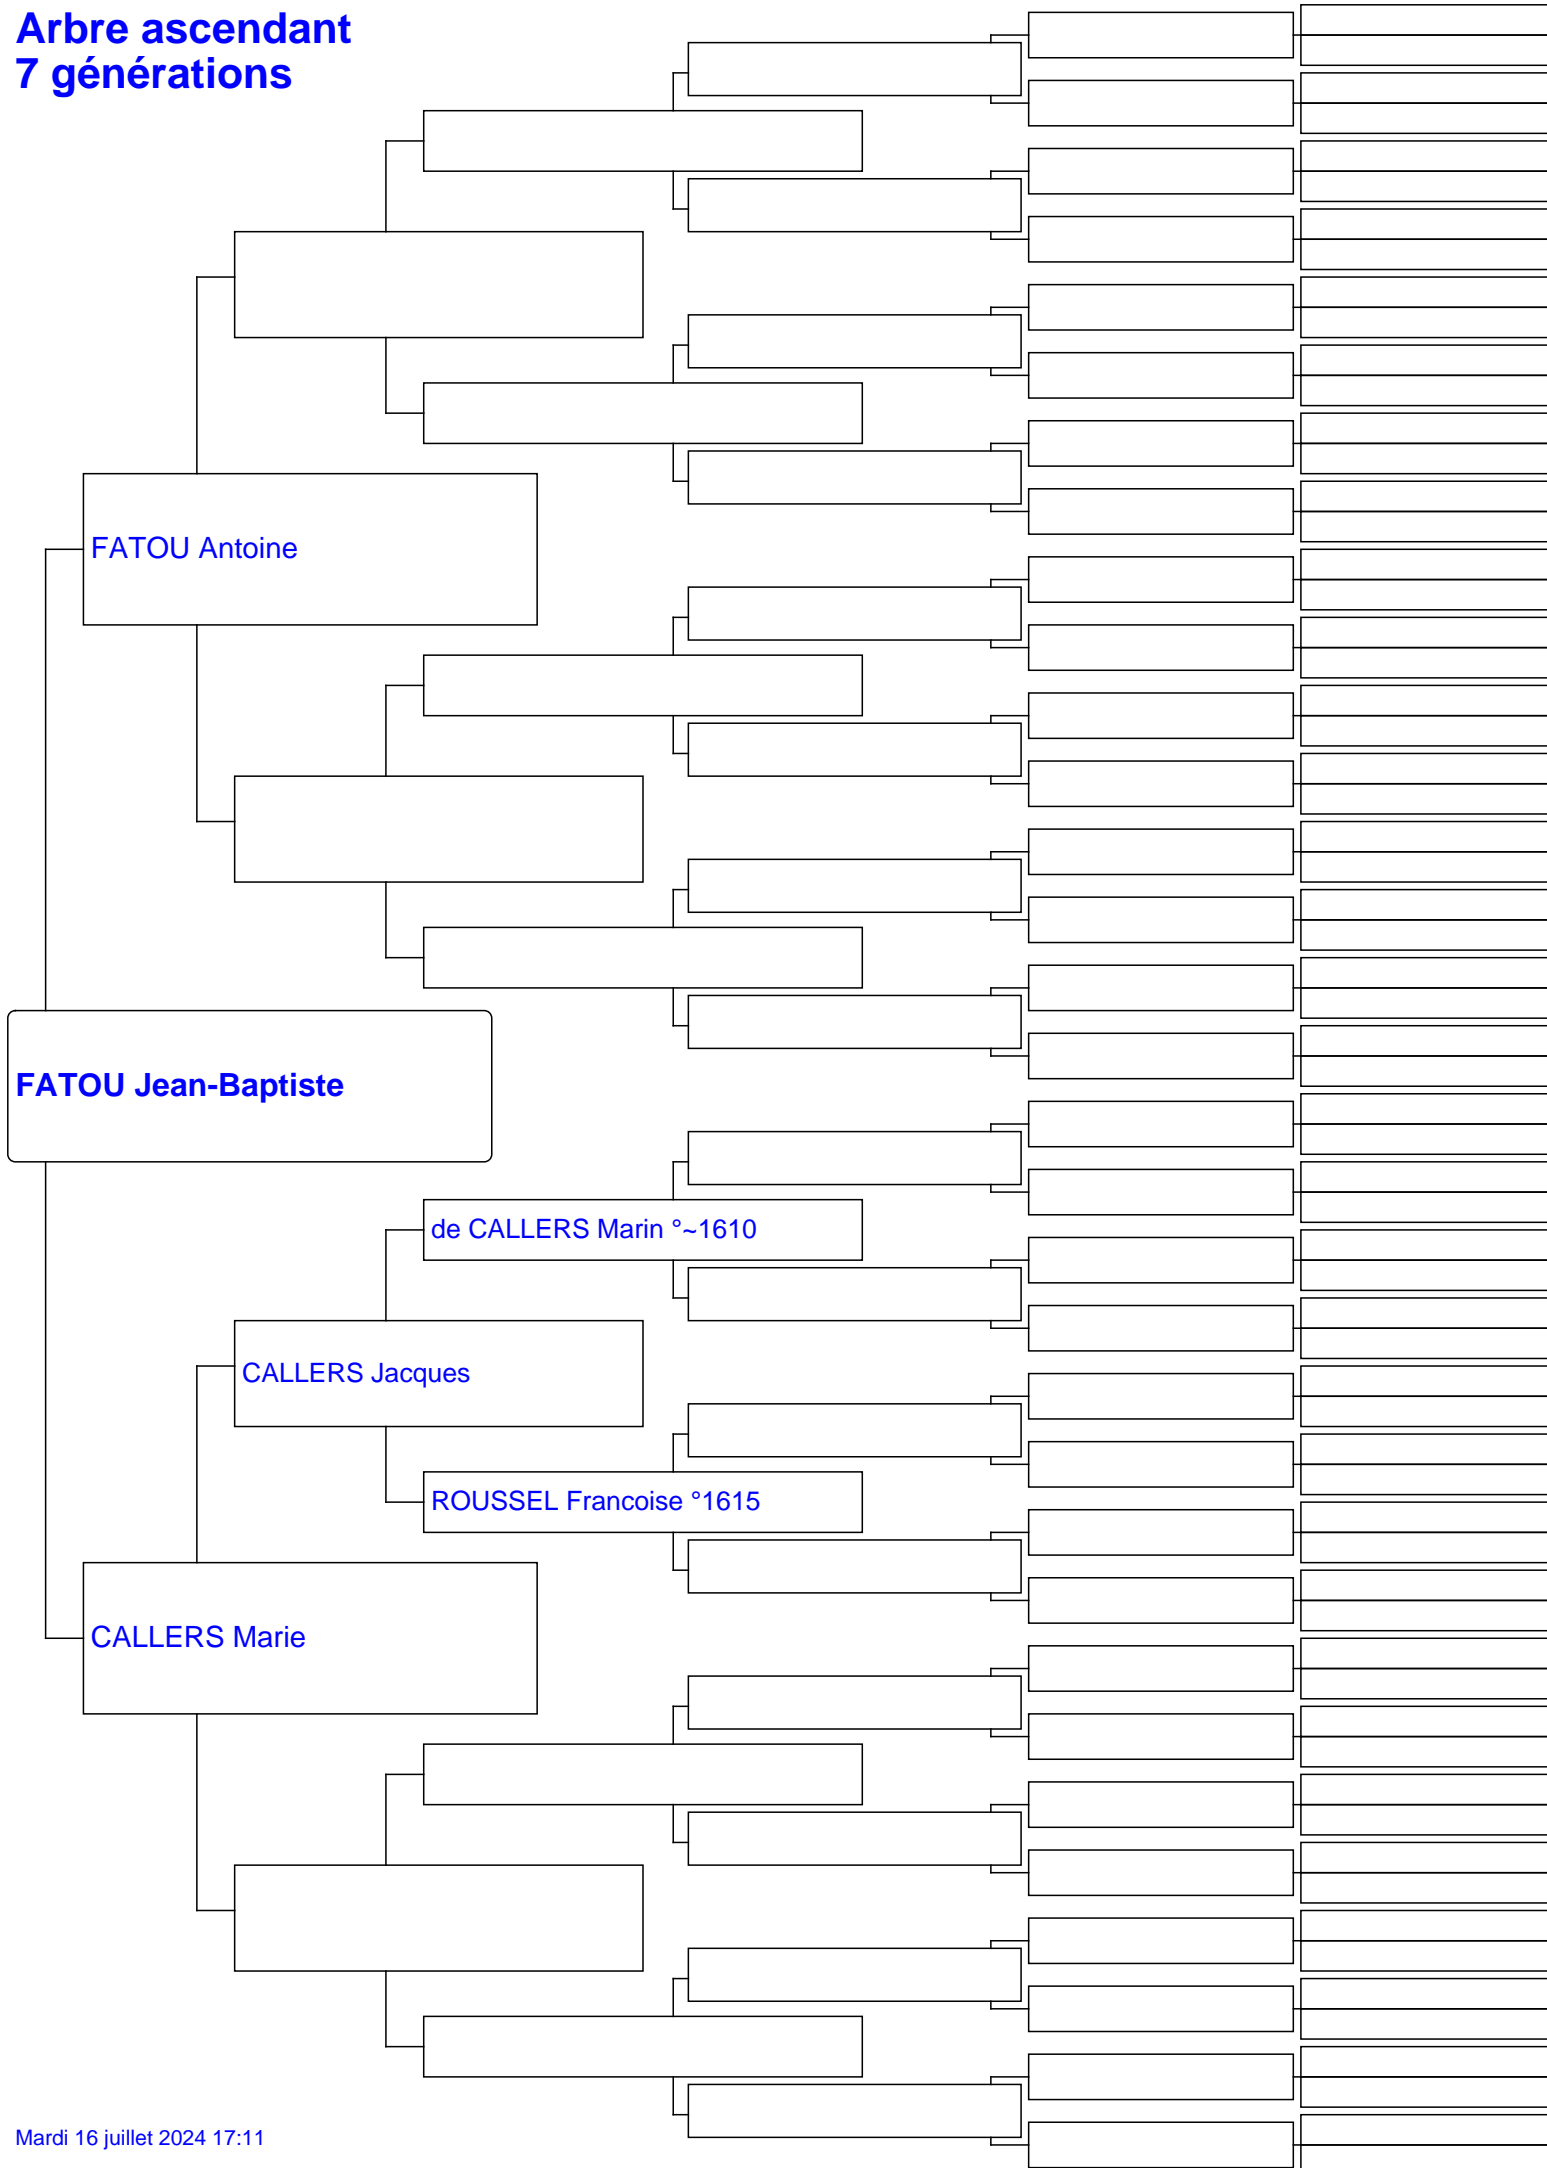 Arbre ascendant
7 générations
FATOU Antoine
FATOU Jean-Baptiste
de CALLERS Marin °~1610
CALLERS Jacques
ROUSSEL Francoise °1615
CALLERS Marie
Mardi 16 juillet 2024 17:11